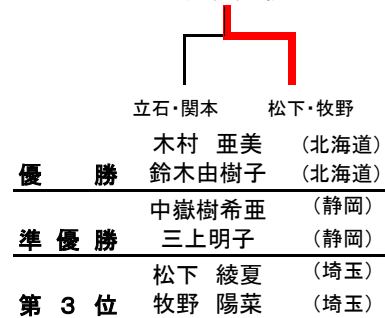 立石・関本 松下・牧野
木村 亜美 (北海道)
優 勝 鈴木由樹子 (北海道)
中嶽樹希亜 (静岡)
準 優 勝 三上明子 (静岡)
松下 綾夏 (埼玉)
第 3 位 牧野 陽菜 (埼玉)